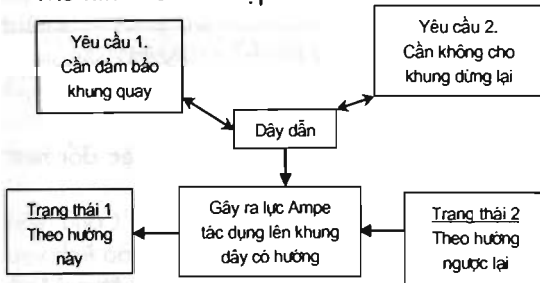 Yêu cầu 1.
Cần đảm bảo
khung quay
Yêu cầu 2.
Cần không cho
khung dừng lại
Dây dẫn
Trạng thái 1
Theo hướng
này
Gây ra lực Ampe
tác dụng lên khung
dây có hướng
Trạng thái 2
Theo hướng
ngược lại